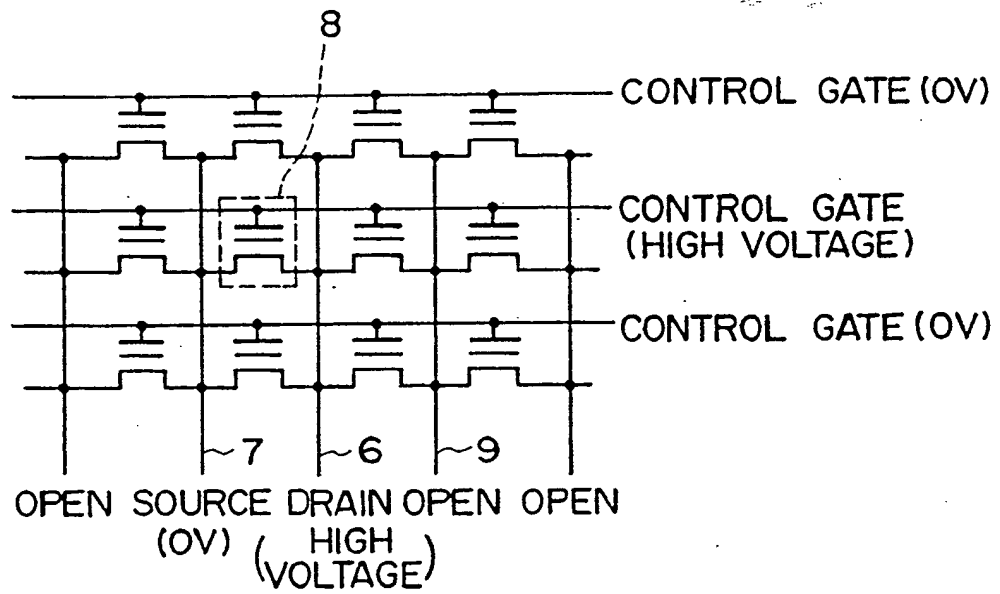 8
CONTROL GATE (OV)
CONTROL GATE
(HIGH VOLTAGE)
CONTROL GATE (OV)
7 6 9
OPEN SOURCE DRAIN OPEN OPEN
(OV) (HIGH
VOLTAGE)